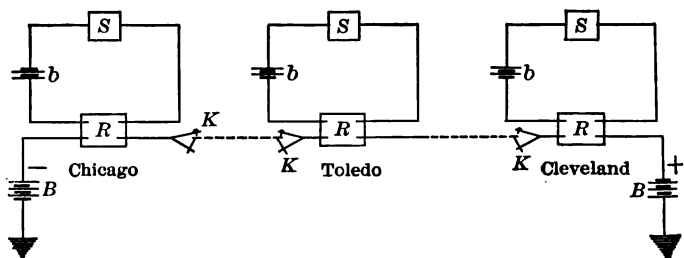 S S S
b b b
R K R R
K K
− Chicago Toledo Cleveland +
B B